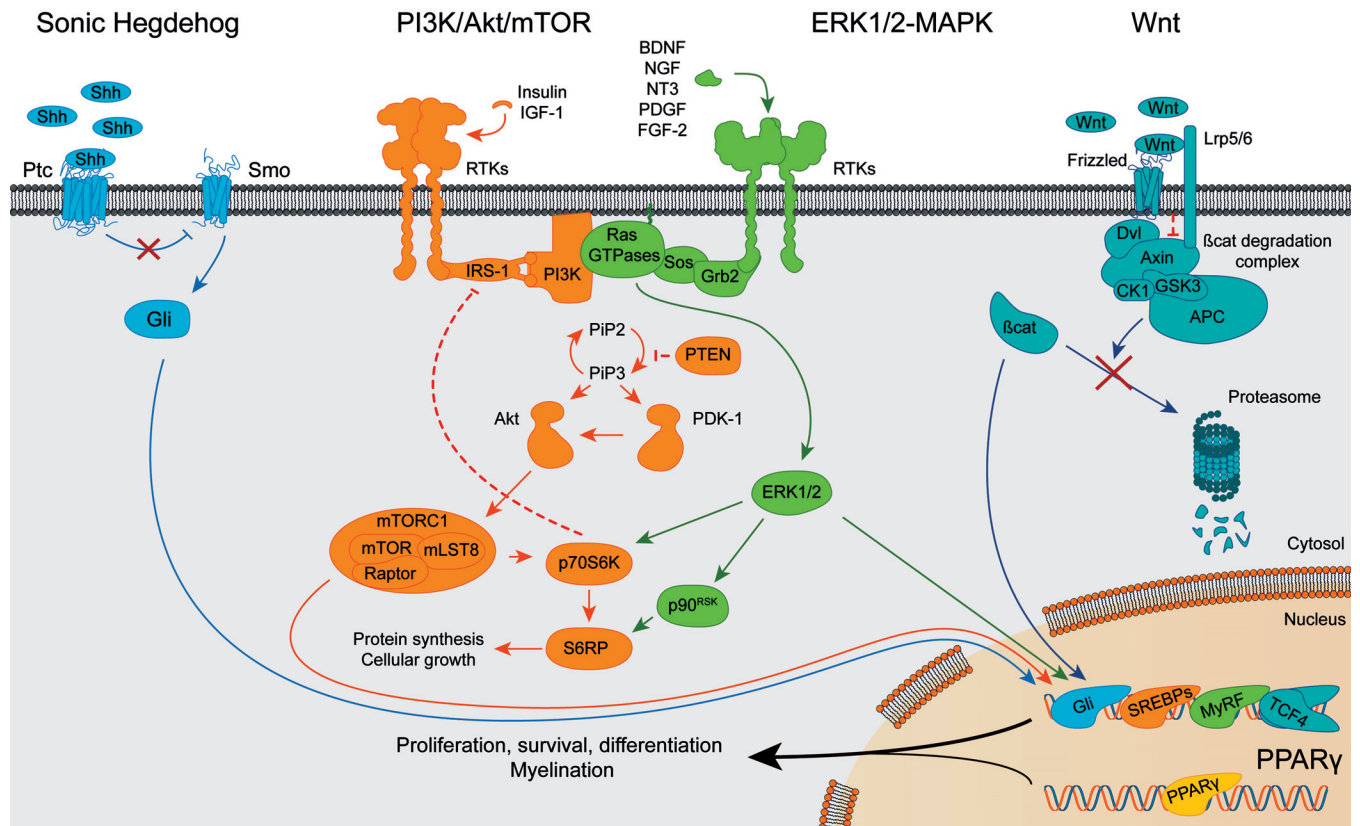 Sonic Hegdehog
PI3K/Akt/mTOR
ERK1/2-MAPK
Wnt
Shh
Shh
Shh
Shh
Ptc
Smo
Gli
Insulin
IGF-1
RTKs
BDNF
NGF
NT3
PDGF
FGF-2
RTKs
IRS-1
PI3K
Ras
GTPases
Sos
Grb2
PiP2
PiP3
PTEN
Akt
PDK-1
mTORC1
mTOR
mLST8
Raptor
p70S6K
ERK1/2
p90RSK
S6RP
Protein synthesis
Cellular growth
Wnt
Wnt
Wnt
Lrp5/6
Frizzled
Dvl
Axin
CK1
GSK3
APC
ßcat degradation
complex
ßcat
Proteasome
Cytosol
Nucleus
Gli
SREBPs
MyRF
TCF4
Proliferation, survival, differentiation
Myelination
PPARγ
PPARγ